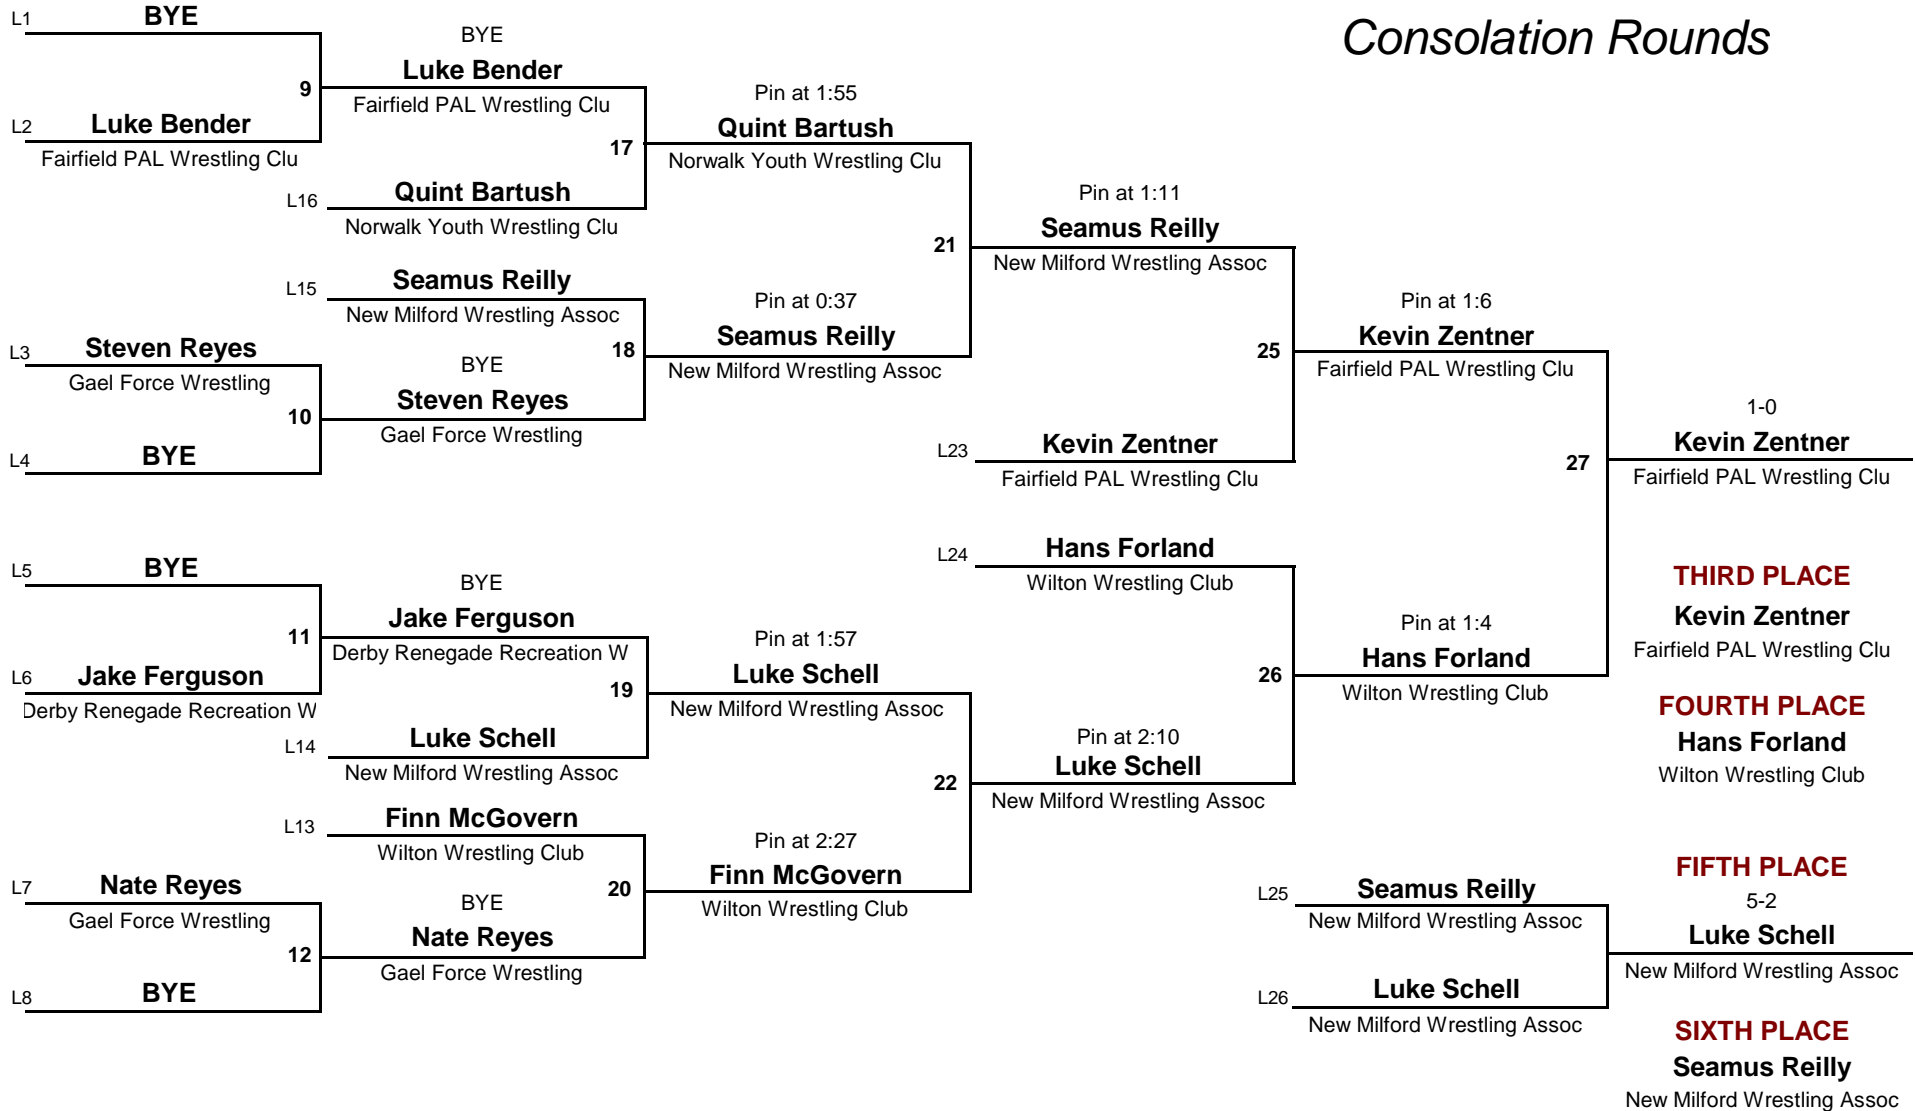 Consolation Rounds
L1
BYE
9
L2
Luke Bender
Fairfield PAL Wrestling Clu
BYE
Luke Bender
Fairfield PAL Wrestling Clu
17
L16
Quint Bartush
Norwalk Youth Wrestling Clu
Pin at 1:55
Quint Bartush
Norwalk Youth Wrestling Clu
21
L15
Seamus Reilly
New Milford Wrestling Assoc
18
L3
Steven Reyes
Gael Force Wrestling
10
L4
BYE
BYE
Steven Reyes
Gael Force Wrestling
Pin at 0:37
Seamus Reilly
New Milford Wrestling Assoc
Pin at 1:11
Seamus Reilly
New Milford Wrestling Assoc
25
L23
Kevin Zentner
Fairfield PAL Wrestling Clu
Pin at 1:6
Kevin Zentner
Fairfield PAL Wrestling Clu
27
1-0
Kevin Zentner
Fairfield PAL Wrestling Clu
L5
BYE
11
L6
Jake Ferguson
Derby Renegade Recreation W
BYE
Jake Ferguson
Derby Renegade Recreation W
19
L14
Luke Schell
New Milford Wrestling Assoc
Pin at 1:57
Luke Schell
New Milford Wrestling Assoc
22
L13
Finn McGovern
Wilton Wrestling Club
20
L7
Nate Reyes
Gael Force Wrestling
12
L8
BYE
BYE
Nate Reyes
Gael Force Wrestling
Pin at 2:27
Finn McGovern
Wilton Wrestling Club
L24
Hans Forland
Wilton Wrestling Club
26
Pin at 2:10
Luke Schell
New Milford Wrestling Assoc
Pin at 1:4
Hans Forland
Wilton Wrestling Club
THIRD PLACE
Kevin Zentner
Fairfield PAL Wrestling Clu
FOURTH PLACE
Hans Forland
Wilton Wrestling Club
L25
Seamus Reilly
New Milford Wrestling Assoc
L26
Luke Schell
New Milford Wrestling Assoc
FIFTH PLACE
5-2
Luke Schell
New Milford Wrestling Assoc
SIXTH PLACE
Seamus Reilly
New Milford Wrestling Assoc